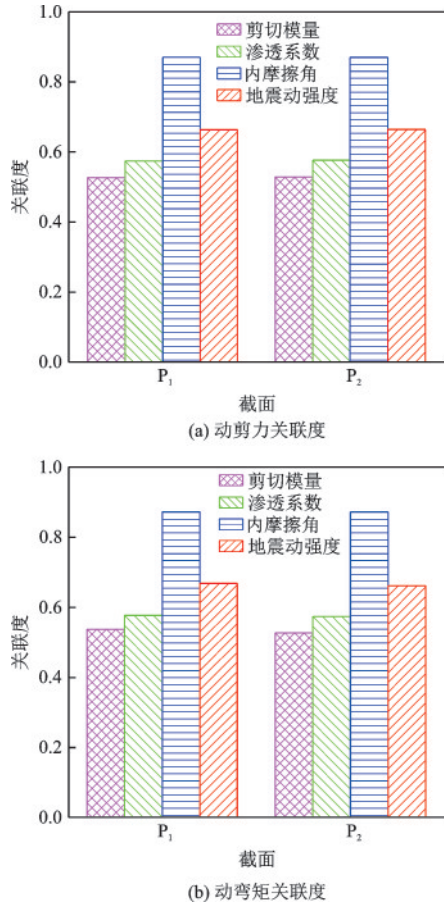 1.0
0.8
0.6
0.4
0.2
0.0
关联度
剪切模量
渗透系数
内摩擦角
地震动强度
P₁
P₂
截面
(a) 动剪力关联度
1.0
0.8
0.6
0.4
0.2
0.0
关联度
剪切模量
渗透系数
内摩擦角
地震动强度
P₁
P₂
截面
(b) 动弯矩关联度